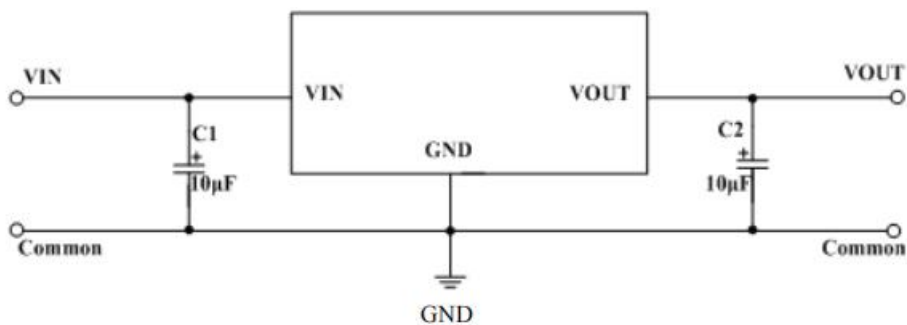 VIN
VOUT
VIN
VOUT
C1
+
10μF
GND
C2
+
10μF
Common
Common
GND